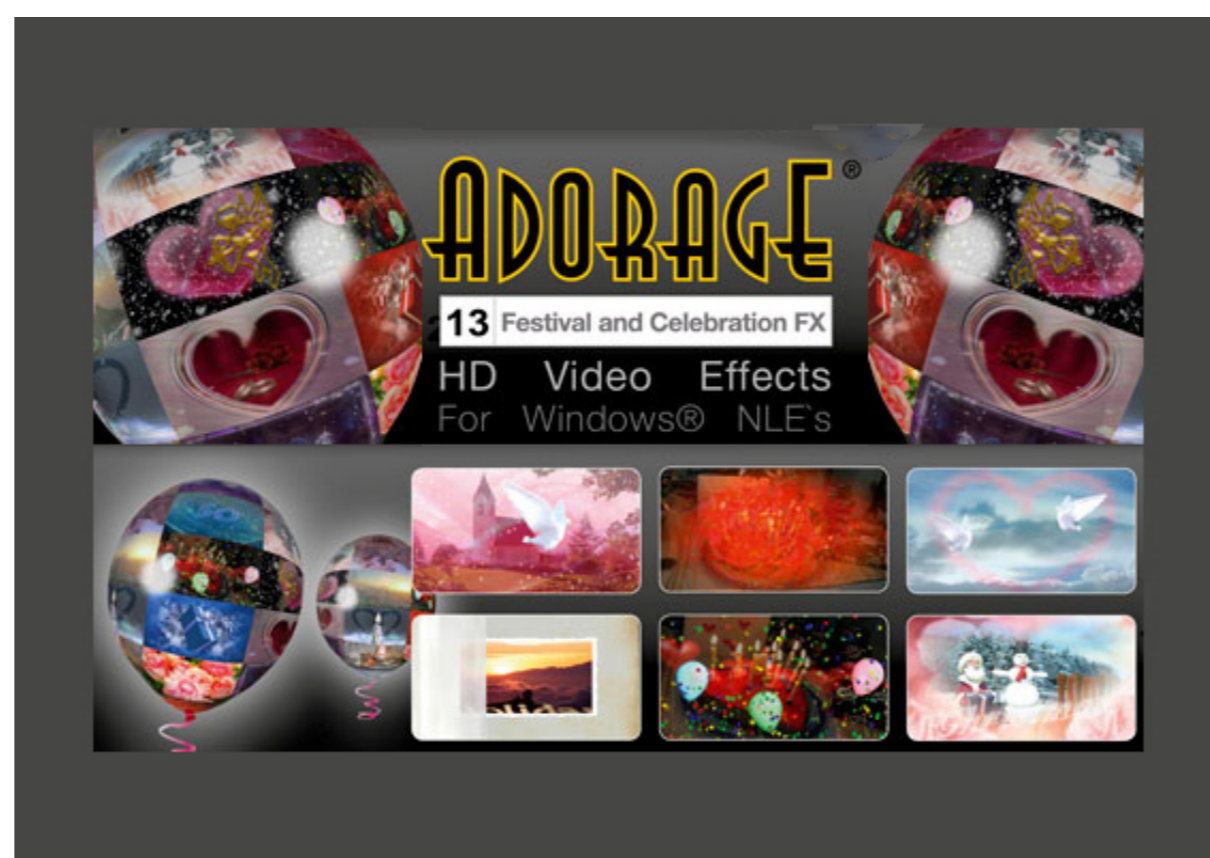 ADORAGE®
13 Festival and Celebration FX
HD Video Effects
For Windows® NLE`s